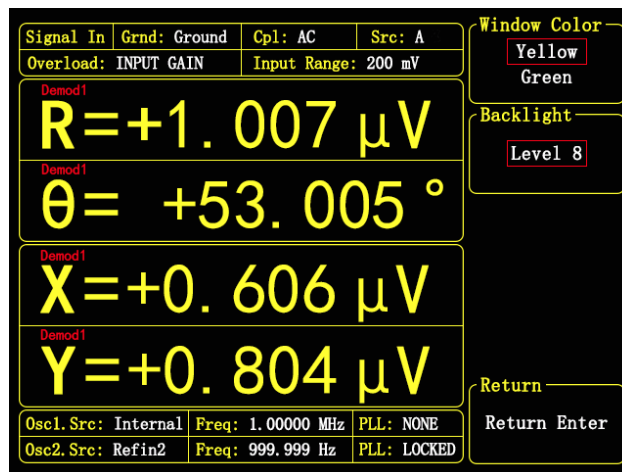 Signal In Grnd: Ground Cpl: AC Src: A
Overload: INPUT GAIN Input Range: 200 mV
Demod1
R=+1.007 μV
Demod1
θ= +53.005 °
Demod1
X=+0.606 μV
Demod1
Y=+0.804 μV
Osc1.Src: Internal Freq: 1.00000 MHz PLL: NONE
Osc2.Src: Refin2 Freq: 999.999 Hz PLL: LOCKED
Window Color
Yellow
Green
Backlight
Level 8
Return
Return Enter